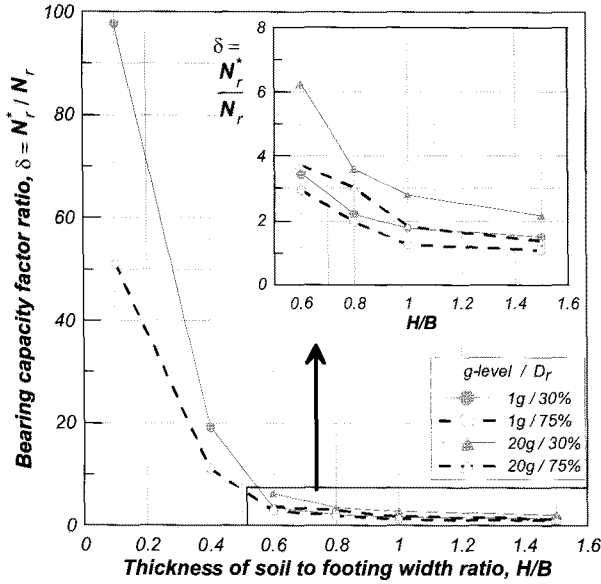 Bearing capacity factor ratio, δ = N*r / Nr
100
80
60
40
20
0
0
0.2
0.4
0.6
0.8
1.0
1.2
1.4
1.6
Thickness of soil to footing width ratio, H/B
δ =
N*r
Nr
8
6
4
2
0
0.6
0.8
1
1.2
1.4
1.6
H/B
g-level / Dr
1g / 30%
1g / 75%
20g / 30%
20g / 75%